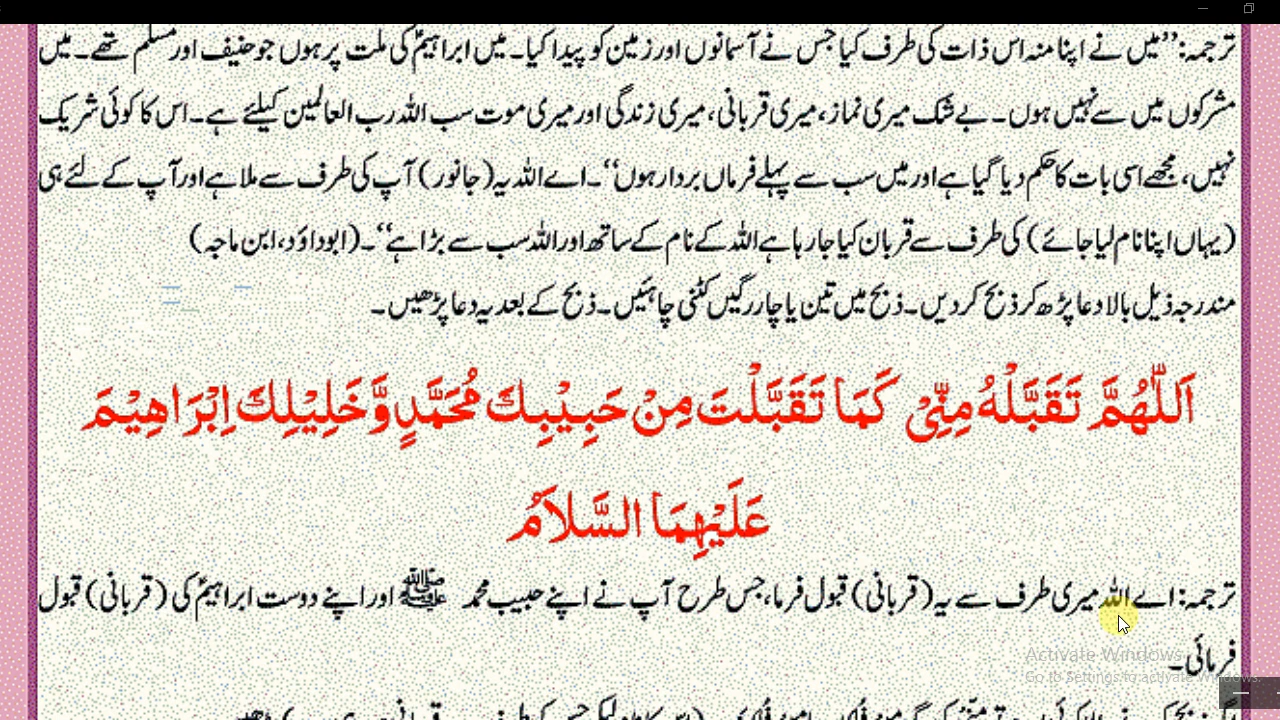 ترجمہ: ’’میں نے اپنا منہ اس ذات کی طرف کیا جس نے آسمانوں اور زمین کو پیدا کیا۔ میں ابراہیمؑ کی ملت پر ہوں جو حنیف اور مسلم تھے۔ میں
مشرکوں میں سے نہیں ہوں۔ بے شک میری نماز، میری قربانی، میری زندگی اور میری موت سب اللہ رب العالمین کیلئے ہے۔ اس کا کوئی شریک
نہیں، مجھے اسی بات کا حکم دیا گیا ہے اور میں سب سے پہلے فرماں بردار ہوں‘‘۔ اے اللہ یہ (جانور) آپ کی طرف سے ملا ہے اور آپ کے لئے ہی
(یہاں اپنا نام لیا جائے) کی طرف سے قربان کیا جا رہا ہے اللہ کے نام کے ساتھ اور اللہ سب سے بڑا ہے‘‘۔ (ابوداؤد، ابن ماجہ)
مندرجہ ذیل بالا دعا پڑھ کر ذبح کر دیں۔ ذبح میں تین یا چار رگیں کٹنی چاہئیں۔ ذبح کے بعد یہ دعا پڑھیں۔
اَللّٰهُمَّ تَقَبَّلْهُ مِنِّیْ كَمَا تَقَبَّلْتَ مِنْ حَبِیْبِكَ مُحَمَّدٍ وَّخَلِیْلِكَ اِبْرَاهِیْمَ
عَلَیْهِمَا السَّلَامُ
ترجمہ: اے اللہ میری طرف سے یہ (قربانی) قبول فرما، جس طرح آپ نے اپنے حبیب محمد ﷺ اور اپنے دوست ابراہیمؑ کی (قربانی) قبول
فرمائی۔
Activate Windows
Go to Settings to activate Windows.